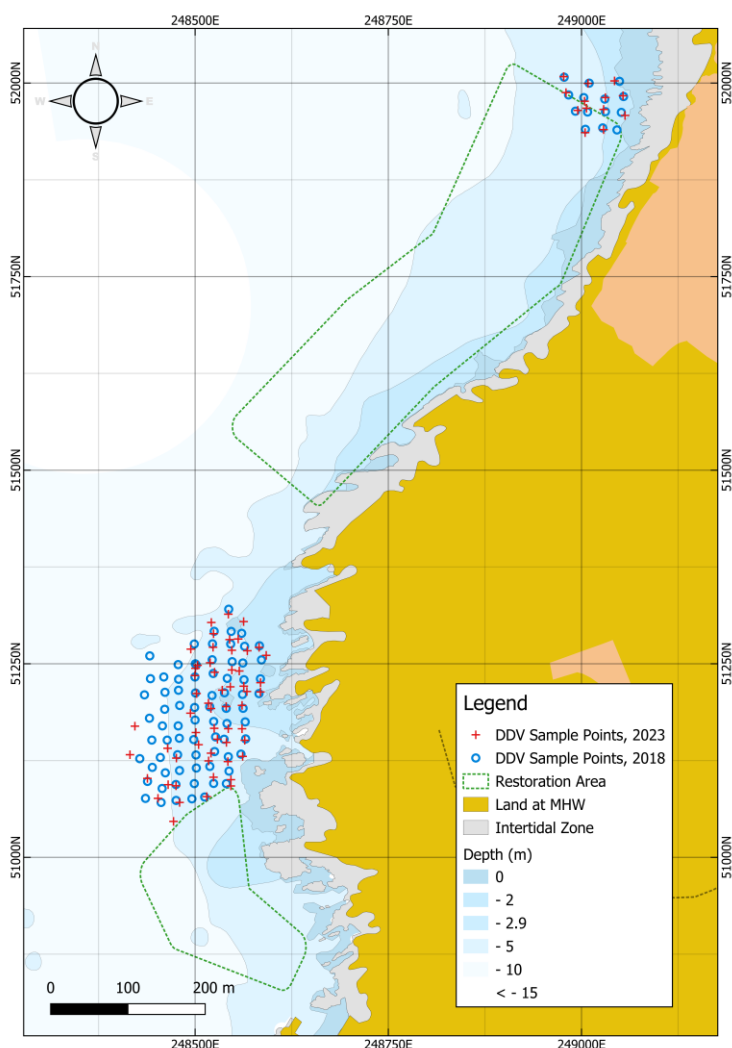 248500E 248750E 249000E
N
W E
S
52000N 52000N
51750N 51750N
51500N 51500N
51250N 51250N
51000N 51000N
Legend
DDV Sample Points, 2023
DDV Sample Points, 2018
Restoration Area
Land at MHW
Intertidal Zone
Depth (m)
0
- 2
- 2.9
- 5
- 10
< - 15
0 100 200 m
248500E 248750E 249000E